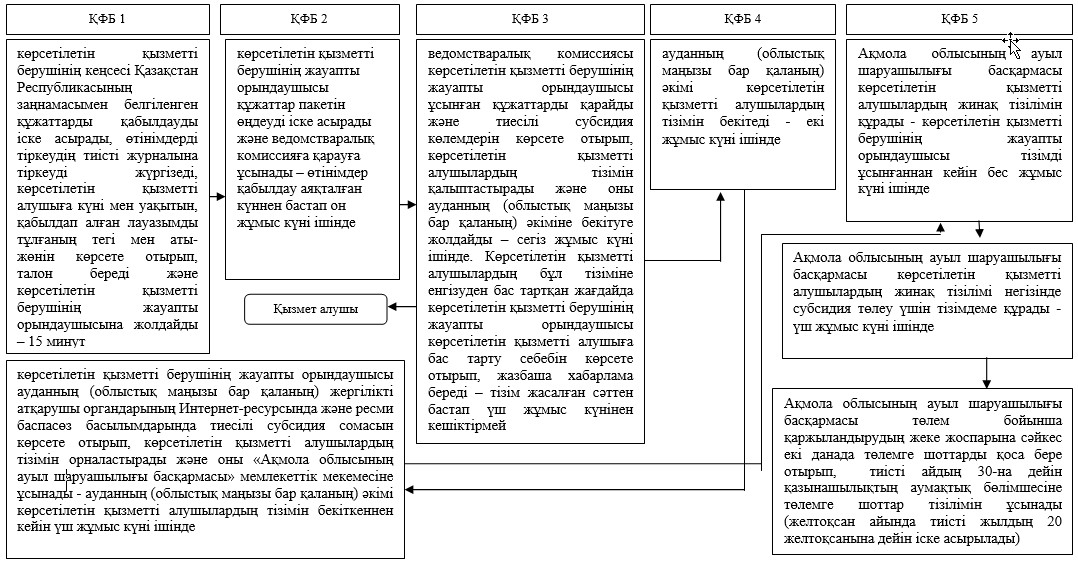 ҚФБ 1
ҚФБ 2
ҚФБ 3
ҚФБ 4
ҚФБ 5
көрсетілетін қызметті
берушінің кеңсесі Қазақстан
Республикасының
заңнамасымен белгіленген
құжаттарды қабылдауды
іске асырады, өтінімдерді
тіркеудің тиісті журналына
тіркеуді жүргізеді,
көрсетілетін қызметті
алушыға күні мен уақытын,
қабылдап алған лауазымды
тұлғаның тегі мен аты-
жөнін көрсете отырып,
талон береді және
көрсетілетін қызметті
берушінің жауапты
орындаушысына жолдайды
– 15 минут
көрсетілетін қызметті
берушінің жауапты
орындаушысы
құжаттар пакетін
өңдеуді іске асырады
және ведомстваралық
комиссияға қарауға
ұсынады – өтінімдер
қабылдау аяқталған
күннен бастап он
жұмыс күні ішінде
ведомстваралық комиссиясы
көрсетілетін қызметті берушінің
жауапты орындаушысы
ұсынған құжаттарды қарайды
және тиесілі субсидия
көлемдерін көрсете отырып,
көрсетілетін қызметті
алушылардың тізімін
қалыптастырады және оны
ауданның (облыстық маңызы
бар қаланың) әкіміне бекітуге
жолдайды – сегіз жұмыс күні
ішінде. Көрсетілетін қызметті
алушылардың бұл тізіміне
енгізуден бас тартқан жағдайда
көрсетілетін қызметті берушінің
жауапты орындаушысы
көрсетілетін қызметті алушыға
бас тарту себебін көрсете
отырып, жазбаша хабарлама
береді – тізім жасалған сәттен
бастап үш жұмыс күнінен
кешіктірмей
ауданның (облыстық
маңызы бар қаланың)
әкімі көрсетілетін
қызметті алушылардың
тізімін бекітеді - екі
жұмыс күні ішінде
Ақмола облысының ауыл
шаруашылығы басқармасы
көрсетілетін қызметті
алушылардың жинақ тізілімін
құрады - көрсетілетін қызметті
берушінің жауапты
орындаушысы тізімді
ұсынғаннан кейін бес жұмыс
күні ішінде
Қызмет алушы
Ақмола облысының ауыл шаруашылығы
басқармасы көрсетілетін қызметті
алушылардың жинақ тізілімі негізінде
субсидия төлеу үшін тізімдеме құрады -
үш жұмыс күні ішінде
көрсетілетін қызметті берушінің жауапты орындаушысы
ауданның (облыстық маңызы бар қаланың) жергілікті
атқарушы органдарының Интернет-ресурсында және ресми
баспасөз басылымдарында тиесілі субсидия сомасын
көрсете отырып, көрсетілетін қызметті алушылардың
тізімін орналастырады және оны «Ақмола облысының
ауыл шаруашылығы басқармасы» мемлекеттік мекемесіне
ұсынады - ауданның (облыстық маңызы бар қаланың) әкімі
көрсетілетін қызметті алушылардың тізімін бекіткеннен
кейін үш жұмыс күні ішінде
Ақмола облысының ауыл шаруашылығы
басқармасы төлем бойынша
қаржыландырудың жеке жоспарына сәйкес
екі данада төлемге шоттарды қоса бере
отырып, тиісті айдың 30-на дейін
қазынашылықтың аумақтық бөлімшесіне
төлемге шоттар тізілімін ұсынады
(желтоқсан айында тиісті жылдың 20
желтоқсанына дейін іске асырылады)